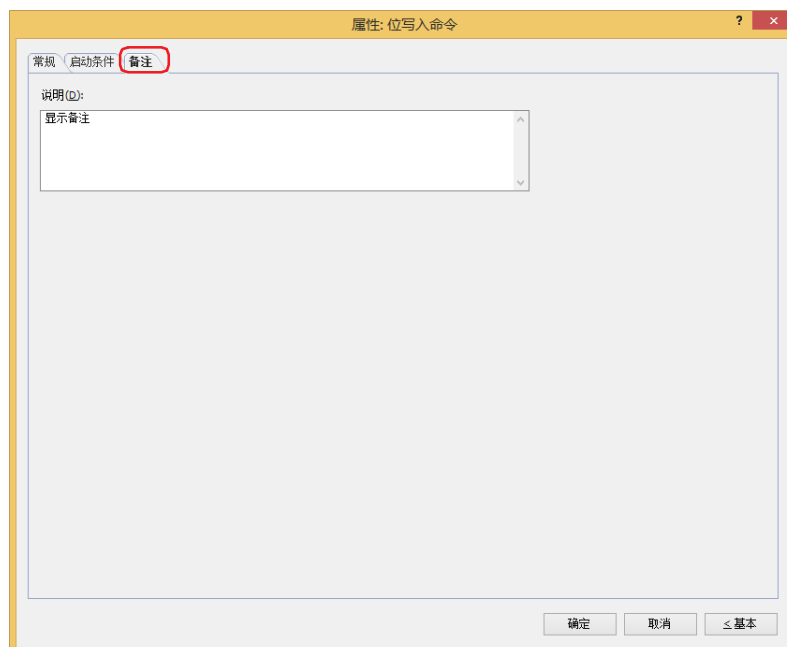 属性: 位写入命令 ? ×
常规 启动条件 备注
说明(D):
显示备注
确定 取消 ≤基本